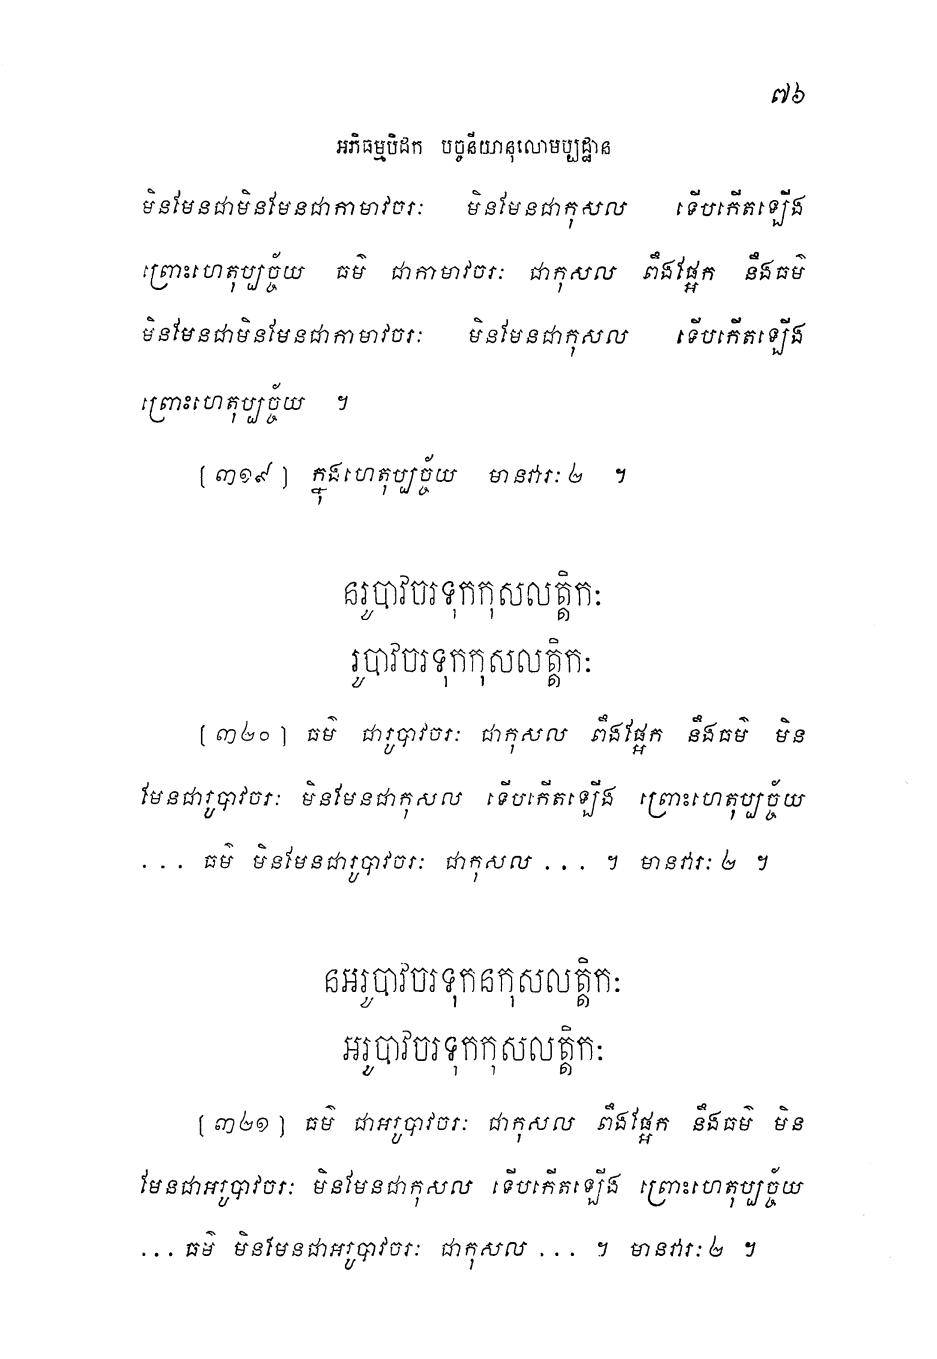 ៧៦
អភិធម្មបិដក បច្ចនីយានុលោមប្បដ្ឋាន
មិនមែនជាមិនមែនជាកាមាវចរៈ មិនមែនជាកុសល ទើបកើតឡើង
ព្រោះហេតុប្បច្ច័យ ធម៌ ជាកាមាវចរៈ ជាកុសល ពឹងផ្អែក នឹងធម៌
មិនមែនជាមិនមែនជាកាមាវចរៈ មិនមែនជាកុសល ទើបកើតឡើង
ព្រោះហេតុប្បច្ច័យ ។
[៣១៩] ក្នុងហេតុប្បច្ច័យ មានវារៈ ២ ។
នរូបាវចរទុកកុសលត្តិកៈ
រូបាវចរទុកកុសលត្តិកៈ
[៣២០] ធម៌ ជារូបាវចរៈ ជាកុសល ពឹងផ្អែក នឹងធម៌ មិន
មែនជារូបាវចរៈ មិនមែនជាកុសល ទើបកើតឡើង ព្រោះហេតុប្បច្ច័យ
... ធម៌ មិនមែនជារូបាវចរៈ ជាកុសល ... ។ មានវារៈ ២ ។
នអរូបាវចរទុកនកុសលត្តិកៈ
អរូបាវចរទុកកុសលត្តិកៈ
[៣២១] ធម៌ ជាអរូបាវចរៈ ជាកុសល ពឹងផ្អែក នឹងធម៌ មិន
មែនជាអរូបាវចរៈ មិនមែនជាកុសល ទើបកើតឡើង ព្រោះហេតុប្បច្ច័យ
... ធម៌ មិនមែនជាអរូបាវចរៈ ជាកុសល ... ។ មានវារៈ ២ ។